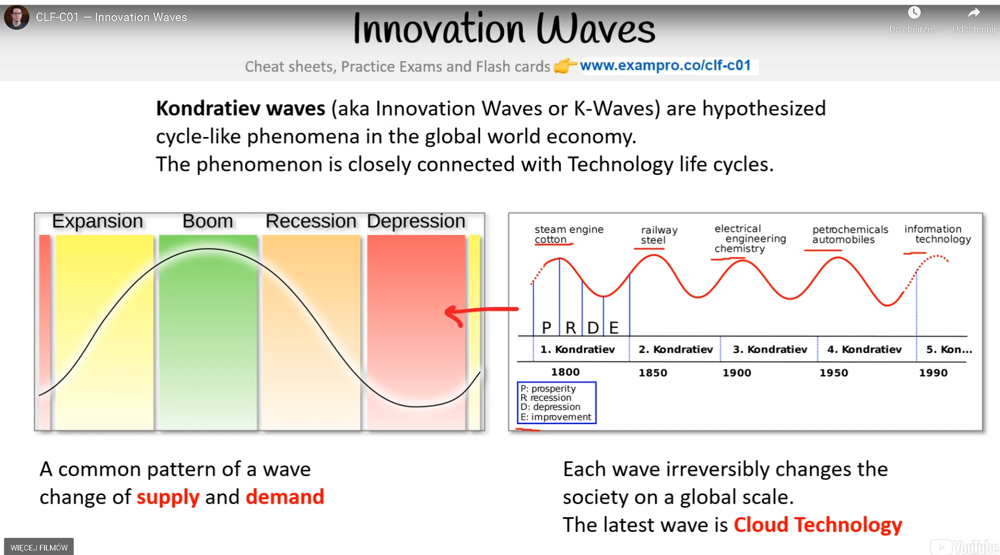 CLF-C01 – Innovation Waves
Innovation Waves
Do obejrze...
Udostępnij
Cheat sheets, Practice Exams and Flash cards 👉 www.exampro.co/clf-c01
Kondratiev waves (aka Innovation Waves or K-Waves) are hypothesized
cycle-like phenomena in the global world economy.
The phenomenon is closely connected with Technology life cycles.
Expansion
Boom
Recession
Depression
steam engine
cotton
railway
steel
electrical
engineering
chemistry
petrochemicals
automobiles
information
technology
P R D E
1. Kondratiev
2. Kondratiev
3. Kondratiev
4. Kondratiev
5. Kon...
1800
1850
1900
1950
1990
P: prosperity
R: recession
D: depression
E: improvement
A common pattern of a wave
change of supply and demand
Each wave irreversibly changes the
society on a global scale.
The latest wave is Cloud Technology
WIĘCEJ FILMÓW
YouTube